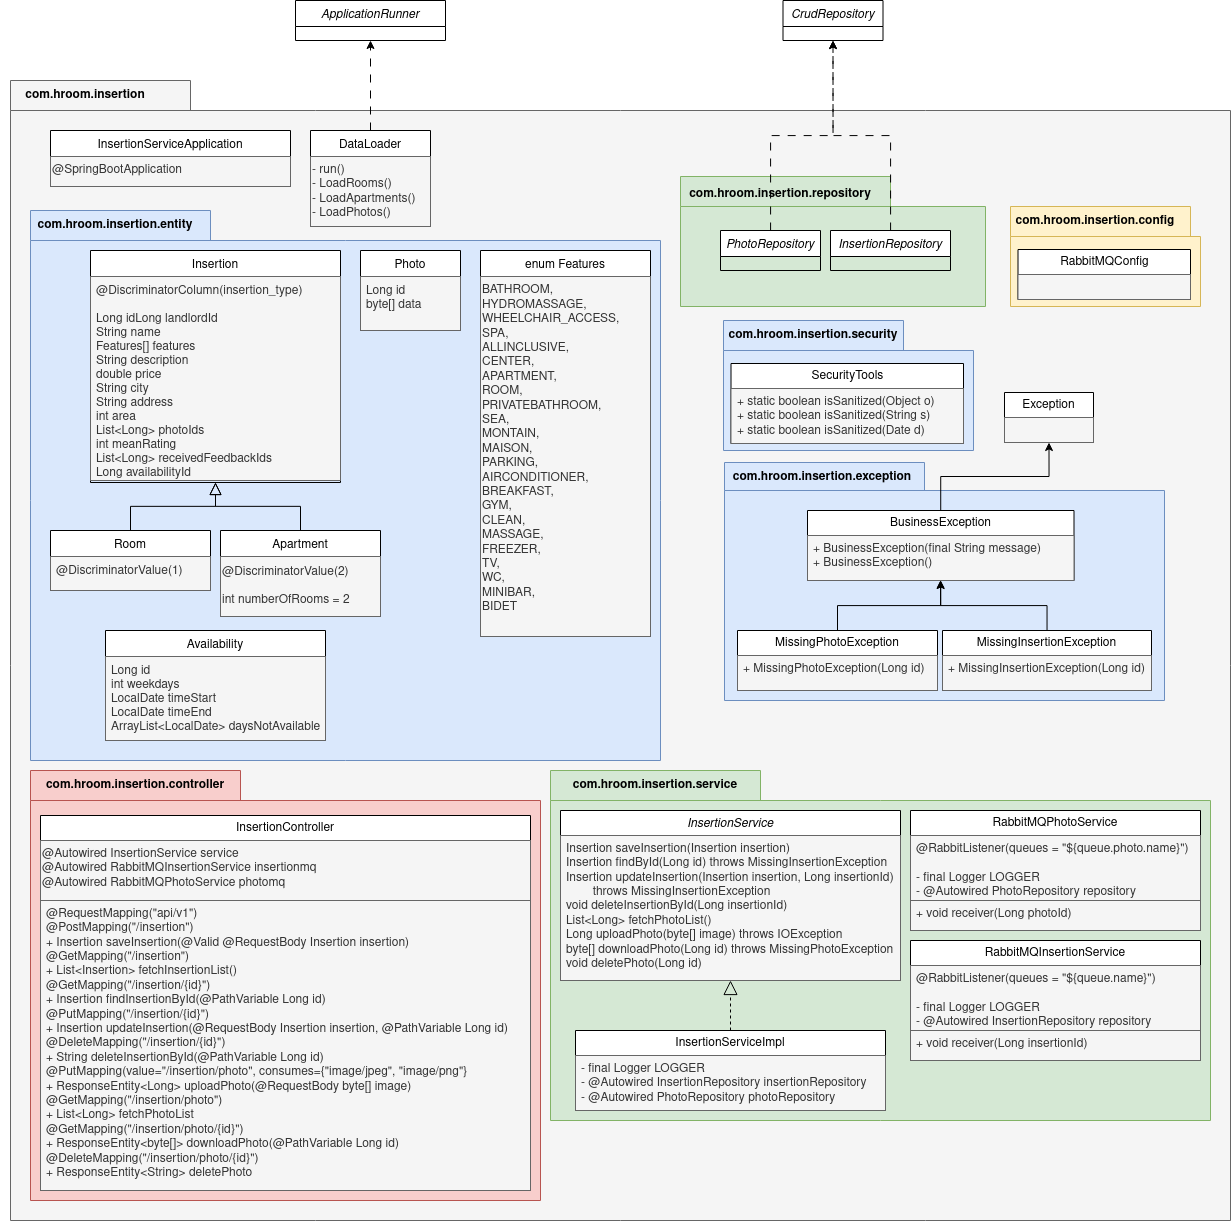 ApplicationRunner
CrudRepository
com.hroom.insertion
InsertionServiceApplication
@SpringBootApplication
DataLoader
- run()
- LoadRooms()
- LoadApartments()
- LoadPhotos()
com.hroom.insertion.entity
Insertion
@DiscriminatorColumn(insertion_type)
Long idLong landlordId
String name
Features[] features
String description
double price
String city
String address
int area
List<Long> photoIds
int meanRating
List<Long> receivedFeedbackIds
Long availabilityId
Photo
Long id
byte[] data
enum Features
BATHROOM,
HYDROMASSAGE,
WHEELCHAIR_ACCESS,
SPA,
ALLINCLUSIVE,
CENTER,
APARTMENT,
ROOM,
PRIVATEBATHROOM,
SEA,
MONTAIN,
MAISON,
PARKING,
AIRCONDITIONER,
BREAKFAST,
GYM,
CLEAN,
MASSAGE,
FREEZER,
TV,
WC,
MINIBAR,
BIDET
Room
@DiscriminatorValue(1)
Apartment
@DiscriminatorValue(2)
int numberOfRooms = 2
Availability
Long id
int weekdays
LocalDate timeStart
LocalDate timeEnd
ArrayList<LocalDate> daysNotAvailable
com.hroom.insertion.repository
PhotoRepository
InsertionRepository
com.hroom.insertion.config
RabbitMQConfig
com.hroom.insertion.security
SecurityTools
+ static boolean isSanitized(Object o)
+ static boolean isSanitized(String s)
+ static boolean isSanitized(Date d)
Exception
com.hroom.insertion.exception
BusinessException
+ BusinessException(final String message)
+ BusinessException()
MissingPhotoException
+ MissingPhotoException(Long id)
MissingInsertionException
+ MissingInsertionException(Long id)
com.hroom.insertion.controller
InsertionController
@Autowired InsertionService service
@Autowired RabbitMQInsertionService insertionmq
@Autowired RabbitMQPhotoService photomq
@RequestMapping("api/v1")
@PostMapping("/insertion")
+ Insertion saveInsertion(@Valid @RequestBody Insertion insertion)
@GetMapping("/insertion")
+ List<Insertion> fetchInsertionList()
@GetMapping("/insertion/{id}")
+ Insertion findInsertionById(@PathVariable Long id)
@PutMapping("/insertion/{id}")
+ Insertion updateInsertion(@RequestBody Insertion insertion, @PathVariable Long id)
@DeleteMapping("/insertion/{id}")
+ String deleteInsertionById(@PathVariable Long id)
@PutMapping(value="/insertion/photo", consumes={"image/jpeg", "image/png"}
+ ResponseEntity<Long> uploadPhoto(@RequestBody byte[] image)
@GetMapping("/insertion/photo")
+ List<Long> fetchPhotoList
@GetMapping("/insertion/photo/{id}")
+ ResponseEntity<byte[]> downloadPhoto(@PathVariable Long id)
@DeleteMapping("/insertion/photo/{id}")
+ ResponseEntity<String> deletePhoto
com.hroom.insertion.service
InsertionService
Insertion saveInsertion(Insertion insertion)
Insertion findById(Long id) throws MissingInsertionException
Insertion updateInsertion(Insertion insertion, Long insertionId)
throws MissingInsertionException
void deleteInsertionById(Long insertionId)
List<Long> fetchPhotoList()
Long uploadPhoto(byte[] image) throws IOException
byte[] downloadPhoto(Long id) throws MissingPhotoException
void deletePhoto(Long id)
InsertionServiceImpl
- final Logger LOGGER
- @Autowired InsertionRepository insertionRepository
- @Autowired PhotoRepository photoRepository
RabbitMQPhotoService
@RabbitListener(queues = "${queue.photo.name}")
- final Logger LOGGER
- @Autowired PhotoRepository repository
+ void receiver(Long photoId)
RabbitMQInsertionService
@RabbitListener(queues = "${queue.name}")
- final Logger LOGGER
- @Autowired InsertionRepository repository
+ void receiver(Long insertionId)